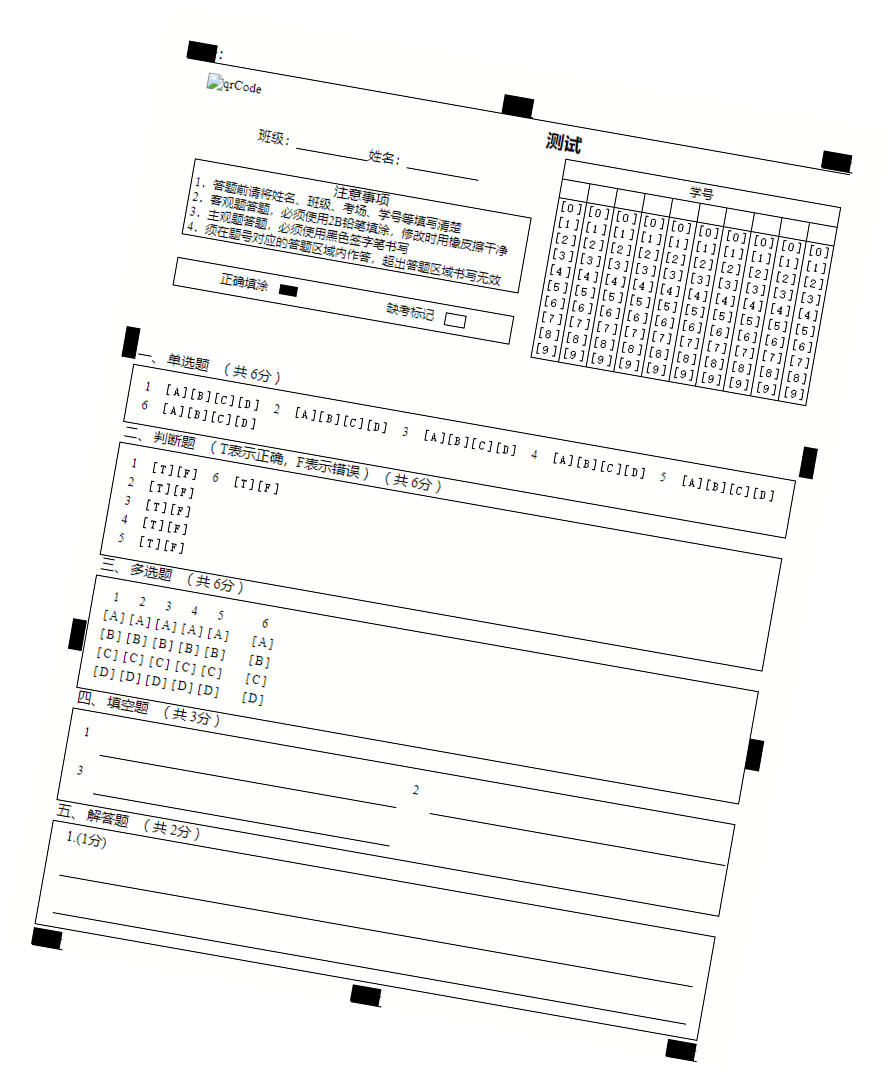 :
qrCode
测试
班级： 姓名：
注意事项
1．答题前请将姓名、班级、考场、学号等填写清楚
2．客观题答题，必须使用2B铅笔填涂，修改时用橡皮擦干净
3．主观题答题，必须使用黑色签字笔书写
4．须在题号对应的答题区域内作答，超出答题区域书写无效
正确填涂 缺考标记
学号
[0] [0] [0] [0] [0] [0] [0] [0] [0] [0]
[1] [1] [1] [1] [1] [1] [1] [1] [1] [1]
[2] [2] [2] [2] [2] [2] [2] [2] [2] [2]
[3] [3] [3] [3] [3] [3] [3] [3] [3] [3]
[4] [4] [4] [4] [4] [4] [4] [4] [4] [4]
[5] [5] [5] [5] [5] [5] [5] [5] [5] [5]
[6] [6] [6] [6] [6] [6] [6] [6] [6] [6]
[7] [7] [7] [7] [7] [7] [7] [7] [7] [7]
[8] [8] [8] [8] [8] [8] [8] [8] [8] [8]
[9] [9] [9] [9] [9] [9] [9] [9] [9] [9]
一、单选题 （共6分）
1 [A][B][C][D] 2 [A][B][C][D] 3 [A][B][C][D] 4 [A][B][C][D] 5 [A][B][C][D]
6 [A][B][C][D]
二、判断题 （T表示正确，F表示错误）（共6分）
1 [T][F] 6 [T][F]
2 [T][F]
3 [T][F]
4 [T][F]
5 [T][F]
三、多选题 （共6分）
1 2 3 4 5 6
[A] [A] [A] [A] [A] [A]
[B] [B] [B] [B] [B] [B]
[C] [C] [C] [C] [C] [C]
[D] [D] [D] [D] [D] [D]
四、填空题 （共3分）
1
2
3
五、解答题 （共2分）
1.(1分)